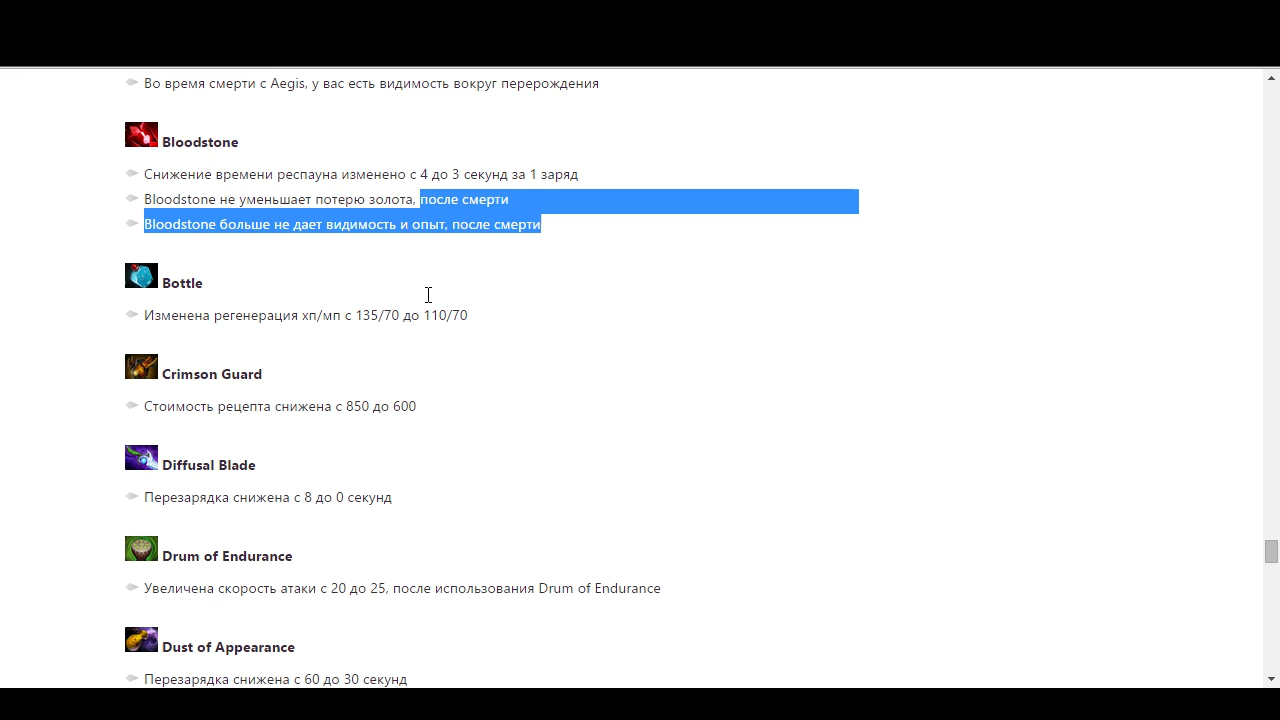 Во время смерти с Aegis, у вас есть видимость вокруг перерождения
Bloodstone
Снижение времени респауна изменено с 4 до 3 секунд за 1 заряд
Bloodstone не уменьшает потерю золота, после смерти
Bloodstone больше не дает видимость и опыт, после смерти
Bottle
Изменена регенерация хп/мп с 135/70 до 110/70
Crimson Guard
Стоимость рецепта снижена с 850 до 600
Diffusal Blade
Перезарядка снижена с 8 до 0 секунд
Drum of Endurance
Увеличена скорость атаки с 20 до 25, после использования Drum of Endurance
Dust of Appearance
Перезарядка снижена с 60 до 30 секунд